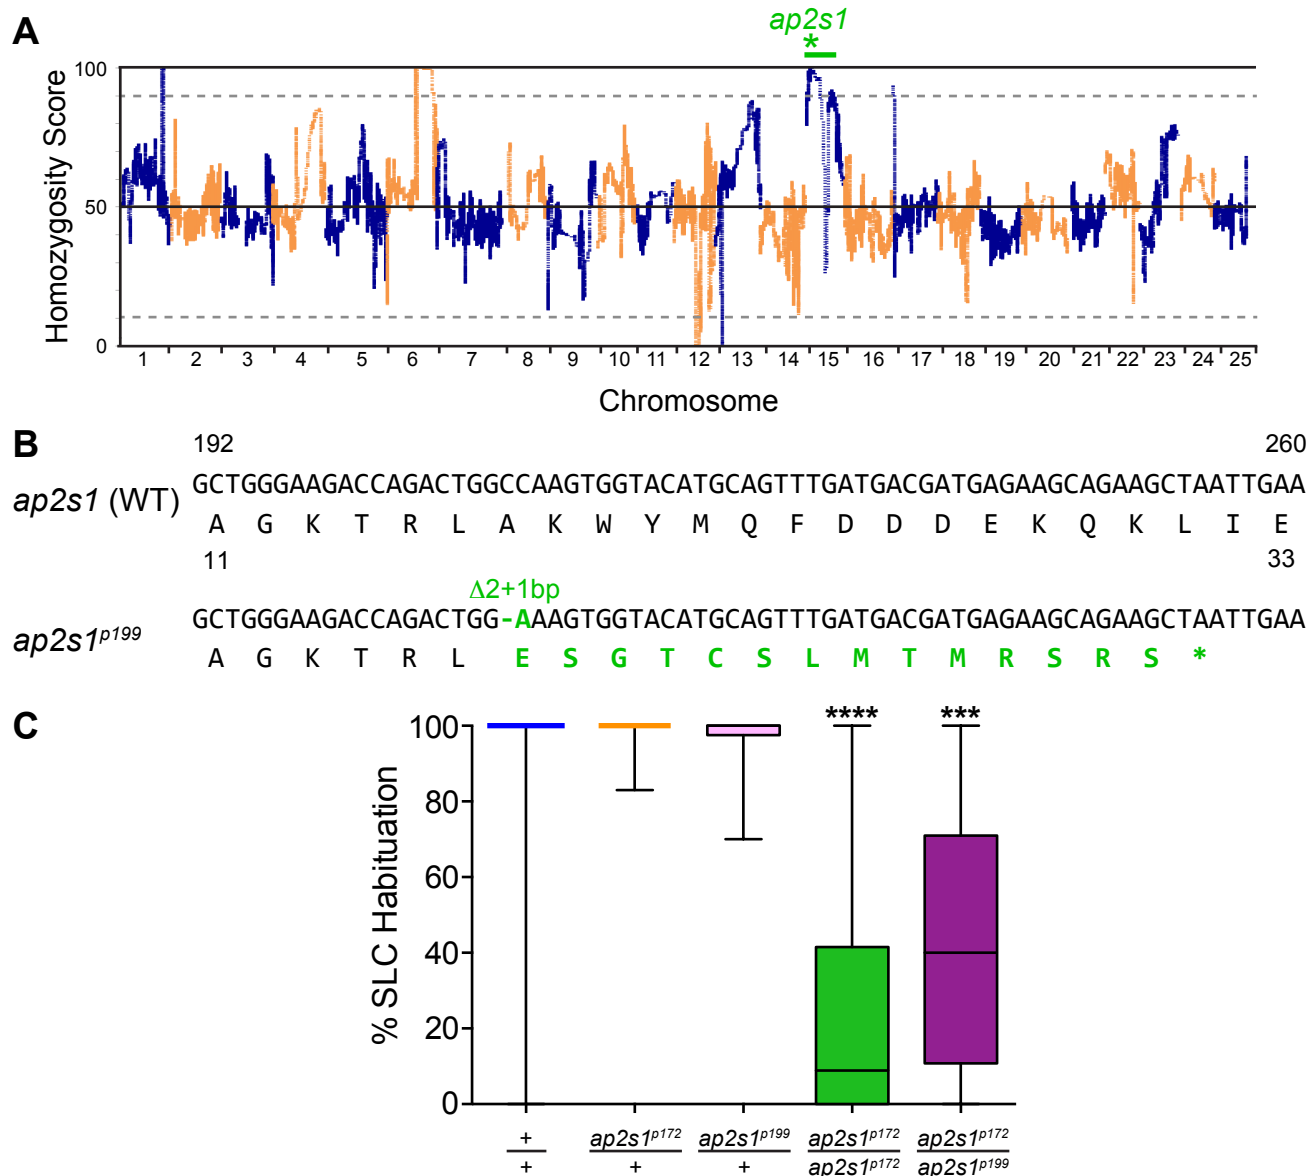 A
ap2s1
*
Homozygosity Score
100
50
0
1 2 3 4 5 6 7 8 9 10 11 12 13 14 15 16 17 18 19 20 21 22 23 24 25
Chromosome
B
192 260
ap2s1 (WT) GCTGGGAAGACCAGACTGGCCAAGTGGTACATGCAGTTTGATGACGATGAGAAGCAGAAGCTAATTGAA
A G K T R L A K W Y M Q F D D D E K Q K L I E
11 33
Δ2+1bp
ap2s1p199 GCTGGGAAGACCAGACTGG-AAAGTGGTACATGCAGTTTGATGACGATGAGAAGCAGAAGCTAATTGAA
A G K T R L E S G T C S L M T M R S R S *
C
% SLC Habituation
100
80
60
40
20
0
**** ***
+ ap2s1p172 ap2s1p199 ap2s1p172 ap2s1p172
+ + + ap2s1p172 ap2s1p199